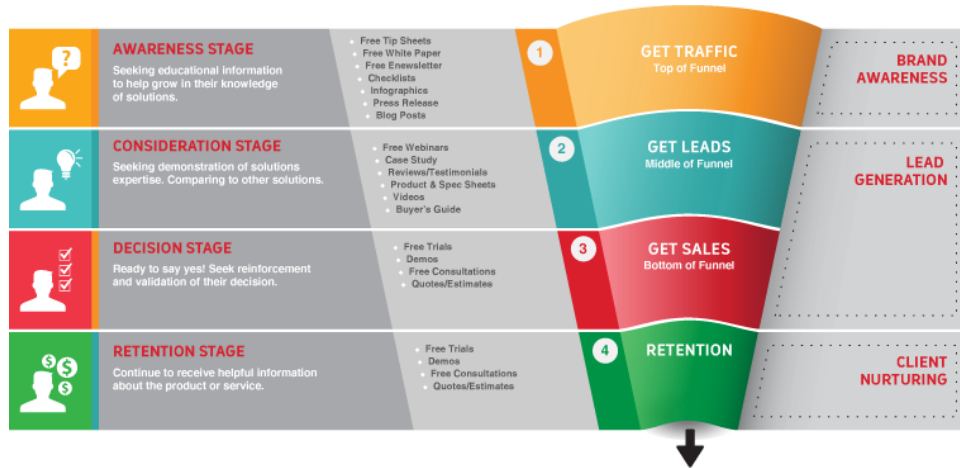 AWARENESS STAGE
Seeking educational information
to help grow in their knowledge
of solutions.
Free Tip Sheets
Free White Paper
Free Enewsletter
Checklists
Infographics
Press Release
Blog Posts
1
GET TRAFFIC
Top of Funnel
BRAND
AWARENESS
?
CONSIDERATION STAGE
Seeking demonstration of solutions
expertise. Comparing to other solutions.
Free Webinars
Case Study
Reviews/Testimonials
Product & Spec Sheets
Videos
Buyer's Guide
2
GET LEADS
Middle of Funnel
LEAD
GENERATION
DECISION STAGE
Ready to say yes! Seek reinforcement
and validation of their decision.
Free Trials
Demos
Free Consultations
Quotes/Estimates
3
GET SALES
Bottom of Funnel
RETENTION STAGE
Continue to receive helpful information
about the product or service.
Free Trials
Demos
Free Consultations
Quotes/Estimates
4
RETENTION
CLIENT
NURTURING
$
$
$